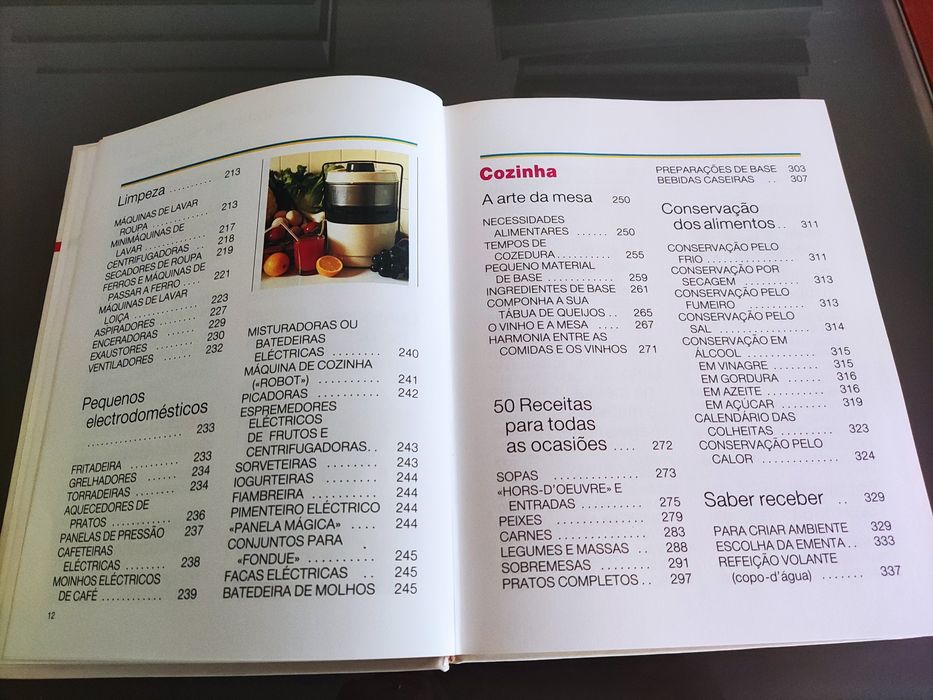 Limpeza .......... 213
MÁQUINAS DE LAVAR
ROUPA ............. 213
MINIMÁQUINAS DE
LAVAR ............. 217
CENTRIFUGADORAS .. 218
SECADORES DE ROUPA 219
FERROS E MÁQUINAS DE
PASSAR A FERRO ... 221
MÁQUINAS DE LAVAR
LOIÇA ............. 223
ASPIRADORES ....... 227
ENCERADORAS ....... 229
EXAUSTORES ........ 230
VENTILADORES ...... 232
Pequenos
electrodomésticos
.................. 233
FRITADEIRA .......... 233
GRELHADORES ...... 234
TORRADEIRAS ........ 234
AQUECEDORES DE
PRATOS ............ 236
PANELAS DE PRESSÃO 237
CAFETEIRAS
ELÉCTRICAS ........ 238
MOINHOS ELÉCTRICOS
DE CAFÉ ........... 239
12
MISTURADORAS OU
BATEDEIRAS
ELÉCTRICAS ........ 240
MÁQUINA DE COZINHA
(«ROBOT») .......... 241
PICADORAS .......... 242
ESPREMEDORES
ELÉCTRICOS
DE FRUTOS E
CENTRIFUGADORAS.. 243
SORVETEIRAS ....... 243
IOGURTEIRAS ....... 244
FIAMBREIRA ......... 244
PIMENTEIRO ELÉCTRICO 244
«PANELA MÁGICA» .... 244
CONJUNTOS PARA
«FONDUE» ........... 245
FACAS ELÉCTRICAS .. 245
BATEDEIRA DE MOLHOS 245
Cozinha
A arte da mesa 250
NECESSIDADES
ALIMENTARES ...... 250
TEMPOS DE
COZEDURA.......... 255
PEQUENO MATERIAL
DE BASE ............ 259
INGREDIENTES DE BASE 261
COMPONHA A SUA
TÁBUA DE QUEIJOS .. 265
O VINHO E A MESA .... 267
HARMONIA ENTRE AS
COMIDAS E OS VINHOS 271
50 Receitas
para todas
as ocasiões .... 272
SOPAS .............. 273
«HORS-D'OEUVRE» E
ENTRADAS .......... 275
PEIXES ............. 279
CARNES ............. 283
LEGUMES E MASSAS .. 288
SOBREMESAS ........ 291
PRATOS COMPLETOS.. 297
PREPARAÇÕES DE BASE 303
BEBIDAS CASEIRAS .. 307
Conservação
dos alimentos.. 311
CONSERVAÇÃO PELO
FRIO ................ 311
CONSERVAÇÃO POR
SECAGEM .......... 313
CONSERVAÇÃO PELO
FUMEIRO ........... 313
CONSERVAÇÃO PELO
SAL ................ 314
CONSERVAÇÃO EM
ÁLCOOL ............ 315
EM VINAGRE ........ 315
EM GORDURA ...... 316
EM AZEITE .......... 316
EM AÇÚCAR ........ 319
CALENDÁRIO DAS
COLHEITAS ......... 323
CONSERVAÇÃO PELO
CALOR ............. 324
Saber receber .. 329
PARA CRIAR AMBIENTE 329
ESCOLHA DA EMENTA.. 333
REFEIÇÃO VOLANTE
(copo-d'água) ....... 337